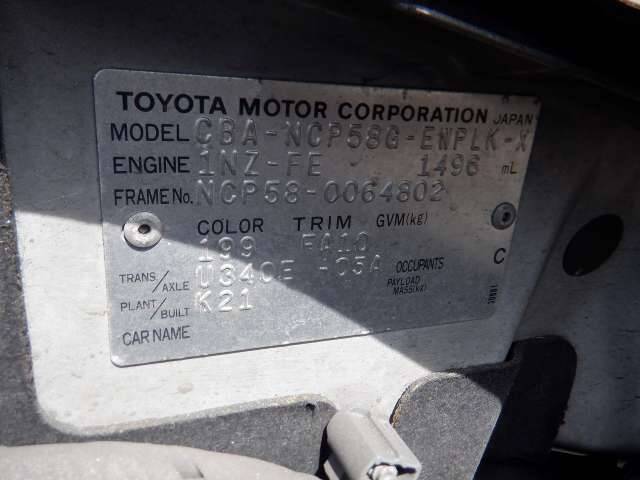 TOYOTA MOTOR CORPORATION JAPAN
MODEL CBA-NCP58G-EWPLK-X
ENGINE 1NZ-FE 1496 mL
FRAME No. NCP58-0064802
COLOR TRIM GVM(kg)
199 FA10
TRANS/AXLE U340E -05A OCCUPANTS C
PAYLOAD MASS(kg)
PLANT/BUILT K21
CAR NAME